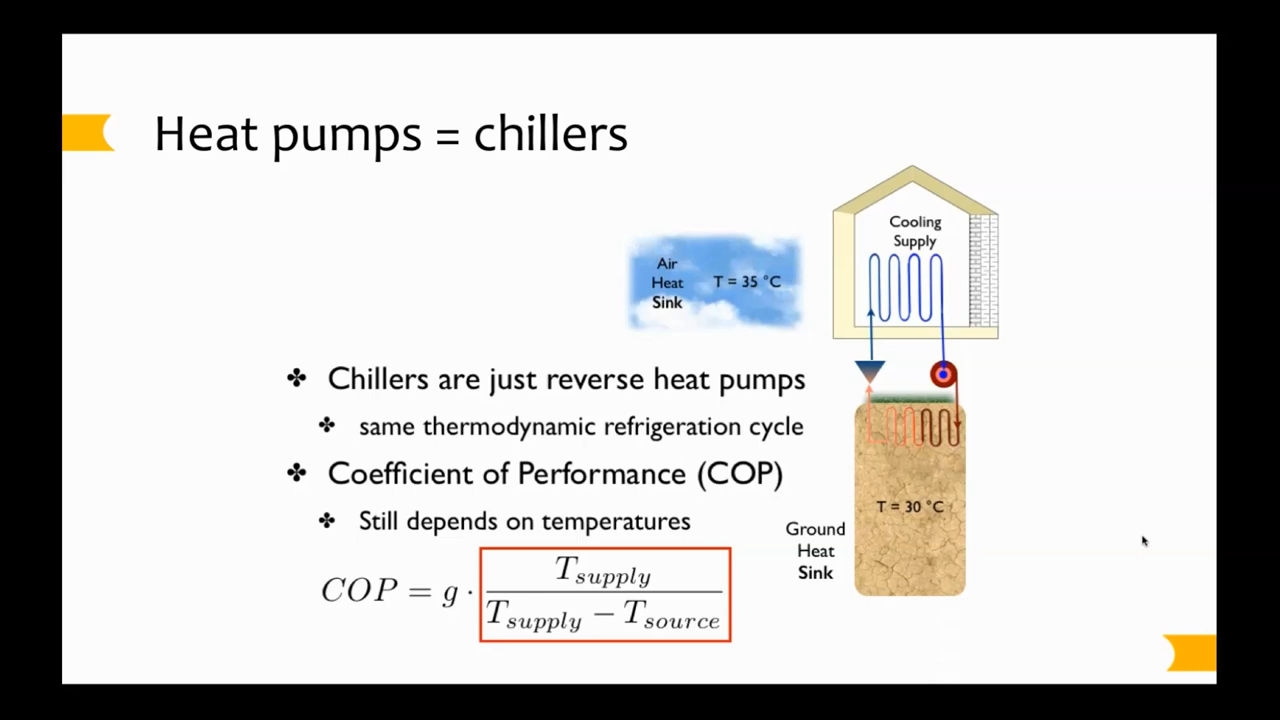 Heat pumps = chillers
Cooling
Supply
Air
Heat
Sink
T = 35 °C
✤ Chillers are just reverse heat pumps
✤ same thermodynamic refrigeration cycle
✤ Coefficient of Performance (COP)
✤ Still depends on temperatures
COP = g · T_supply / (T_supply − T_source)
T = 30 °C
Ground
Heat
Sink